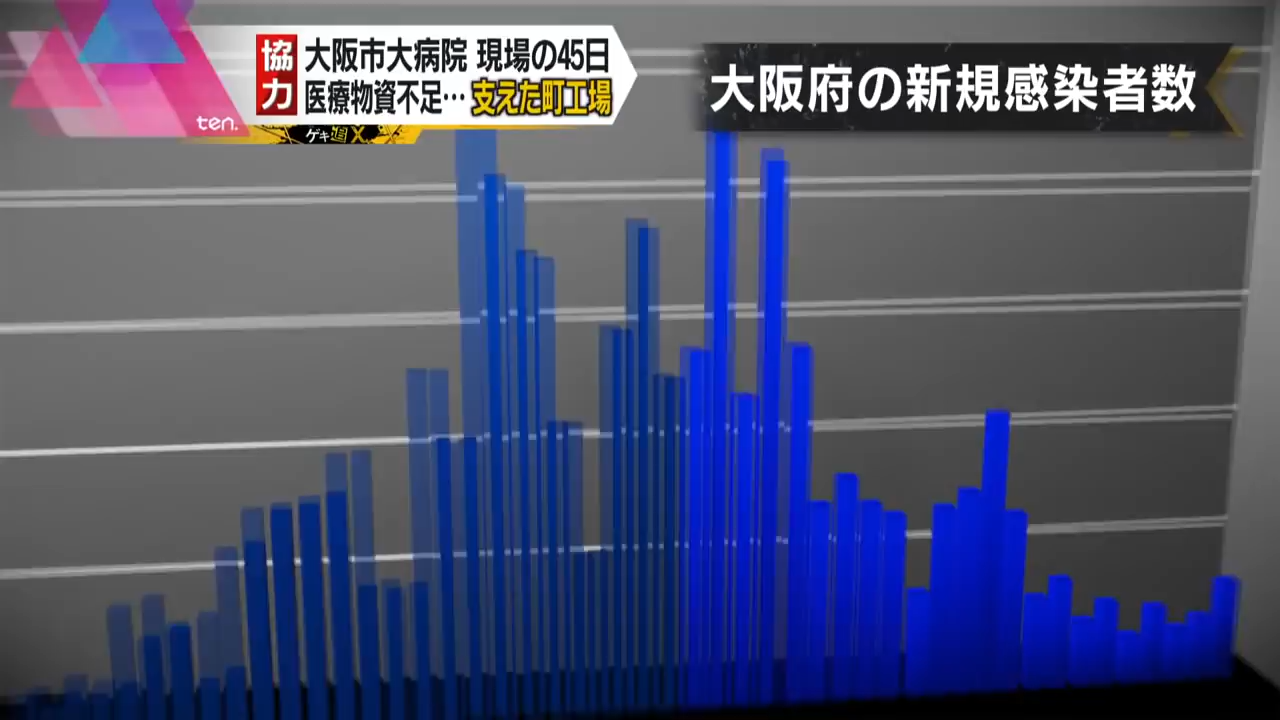 協力
大阪市大病院 現場の45日
医療物資不足… 支えた町工場
ten.
ゲキ追X
大阪府の新規感染者数